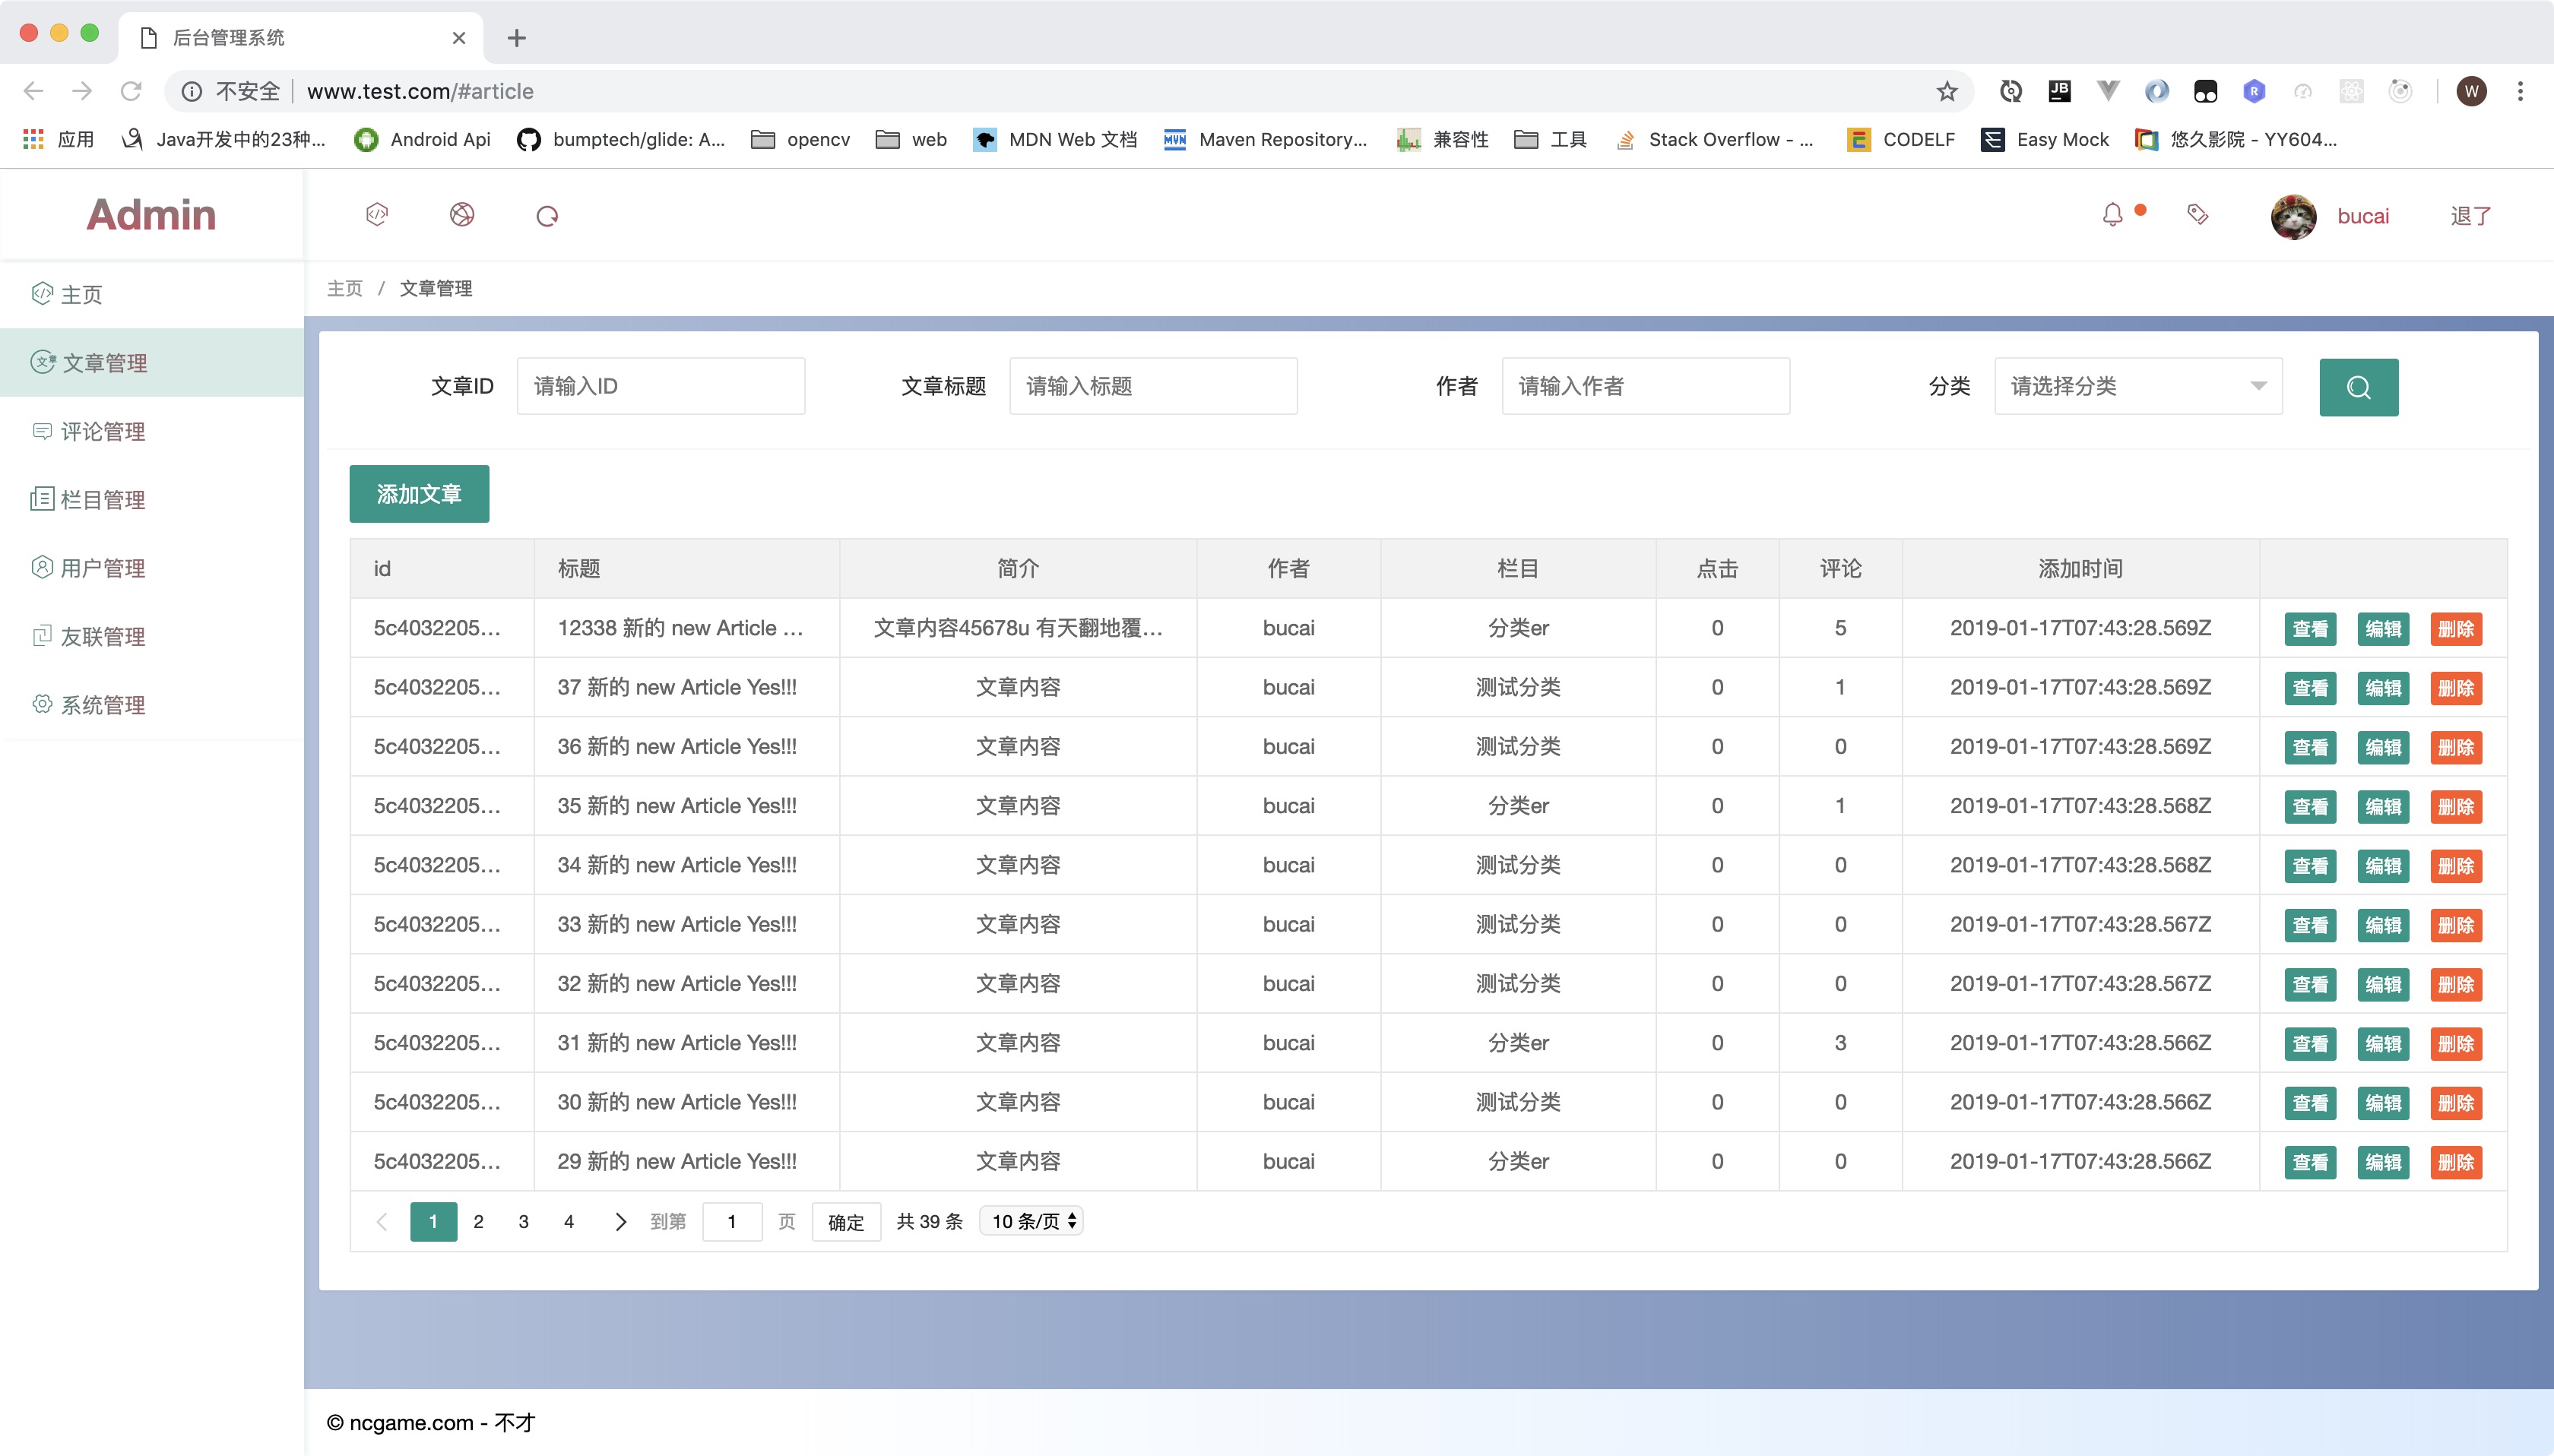 后台管理系统
不安全 www.test.com/#article
应用 Java开发中的23种... Android Api bumptech/glide: A... opencv web MDN Web 文档 Maven Repository... 兼容性 工具 Stack Overflow - ... CODELF Easy Mock 悠久影院 - YY604...
Admin
bucai 退了
主页
文章管理
评论管理
栏目管理
用户管理
友联管理
系统管理
主页 / 文章管理
文章ID 请输入ID 文章标题 请输入标题 作者 请输入作者 分类 请选择分类
添加文章
id 标题 简介 作者 栏目 点击 评论 添加时间
5c4032205... 12338 新的 new Article ... 文章内容45678u 有天翻地覆... bucai 分类er 0 5 2019-01-17T07:43:28.569Z 查看 编辑 删除
5c4032205... 37 新的 new Article Yes!!! 文章内容 bucai 测试分类 0 1 2019-01-17T07:43:28.569Z 查看 编辑 删除
5c4032205... 36 新的 new Article Yes!!! 文章内容 bucai 测试分类 0 0 2019-01-17T07:43:28.569Z 查看 编辑 删除
5c4032205... 35 新的 new Article Yes!!! 文章内容 bucai 分类er 0 1 2019-01-17T07:43:28.568Z 查看 编辑 删除
5c4032205... 34 新的 new Article Yes!!! 文章内容 bucai 测试分类 0 0 2019-01-17T07:43:28.568Z 查看 编辑 删除
5c4032205... 33 新的 new Article Yes!!! 文章内容 bucai 测试分类 0 0 2019-01-17T07:43:28.567Z 查看 编辑 删除
5c4032205... 32 新的 new Article Yes!!! 文章内容 bucai 测试分类 0 0 2019-01-17T07:43:28.567Z 查看 编辑 删除
5c4032205... 31 新的 new Article Yes!!! 文章内容 bucai 分类er 0 3 2019-01-17T07:43:28.566Z 查看 编辑 删除
5c4032205... 30 新的 new Article Yes!!! 文章内容 bucai 测试分类 0 0 2019-01-17T07:43:28.566Z 查看 编辑 删除
5c4032205... 29 新的 new Article Yes!!! 文章内容 bucai 分类er 0 0 2019-01-17T07:43:28.566Z 查看 编辑 删除
1 2 3 4 到第 1 页 确定 共 39 条 10 条/页
© ncgame.com - 不才